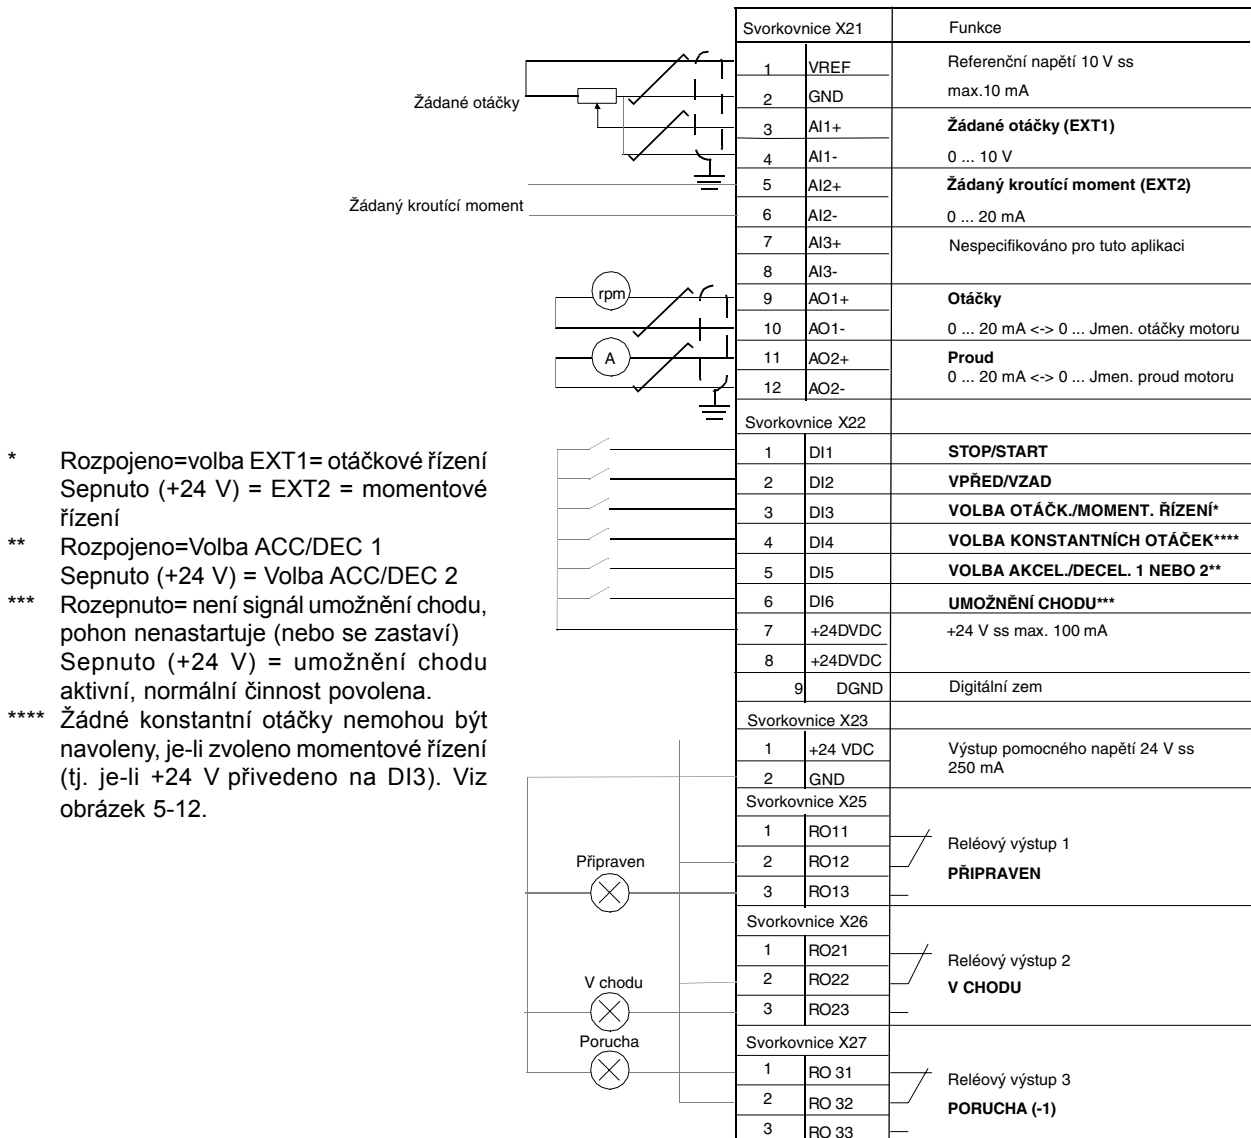 Svorkovnice X21 Funkce
1 VREF Referenční napětí 10 V ss
2 GND max.10 mA
Žádané otáčky
3 AI1+ Žádané otáčky (EXT1)
4 AI1- 0 ... 10 V
5 AI2+ Žádaný kroutící moment (EXT2)
Žádaný kroutící moment
6 AI2- 0 ... 20 mA
7 AI3+ Nespecifikováno pro tuto aplikaci
8 AI3-
rpm
9 AO1+ Otáčky
10 AO1- 0 ... 20 mA <-> 0 ... Jmen. otáčky motoru
A
11 AO2+ Proud
12 AO2- 0 ... 20 mA <-> 0 ... Jmen. proud motoru
Svorkovnice X22
1 DI1 STOP/START
2 DI2 VPŘED/VZAD
3 DI3 VOLBA OTÁČK./MOMENT. ŘÍZENÍ*
4 DI4 VOLBA KONSTANTNÍCH OTÁČEK****
5 DI5 VOLBA AKCEL./DECEL. 1 NEBO 2**
6 DI6 UMOŽNĚNÍ CHODU***
7 +24DVDC +24 V ss max. 100 mA
8 +24DVDC
9 DGND Digitální zem
Svorkovnice X23
1 +24 VDC Výstup pomocného napětí 24 V ss
2 GND 250 mA
Svorkovnice X25
1 RO11 Reléový výstup 1
Připraven
2 RO12 PŘIPRAVEN
3 RO13
Svorkovnice X26
1 RO21 Reléový výstup 2
V chodu
2 RO22 V CHODU
3 RO23
Porucha
Svorkovnice X27
1 RO 31 Reléový výstup 3
2 RO 32 PORUCHA (-1)
3 RO 33
* Rozpojeno=volba EXT1= otáčkové řízení
Sepnuto (+24 V) = EXT2 = momentové
řízení
** Rozpojeno=Volba ACC/DEC 1
Sepnuto (+24 V) = Volba ACC/DEC 2
*** Rozepnuto= není signál umožnění chodu,
pohon nenastartuje (nebo se zastaví)
Sepnuto (+24 V) = umožnění chodu
aktivní, normální činnost povolena.
**** Žádné konstantní otáčky nemohou být
navoleny, je-li zvoleno momentové řízení
(tj. je-li +24 V přivedeno na DI3). Viz
obrázek 5-12.